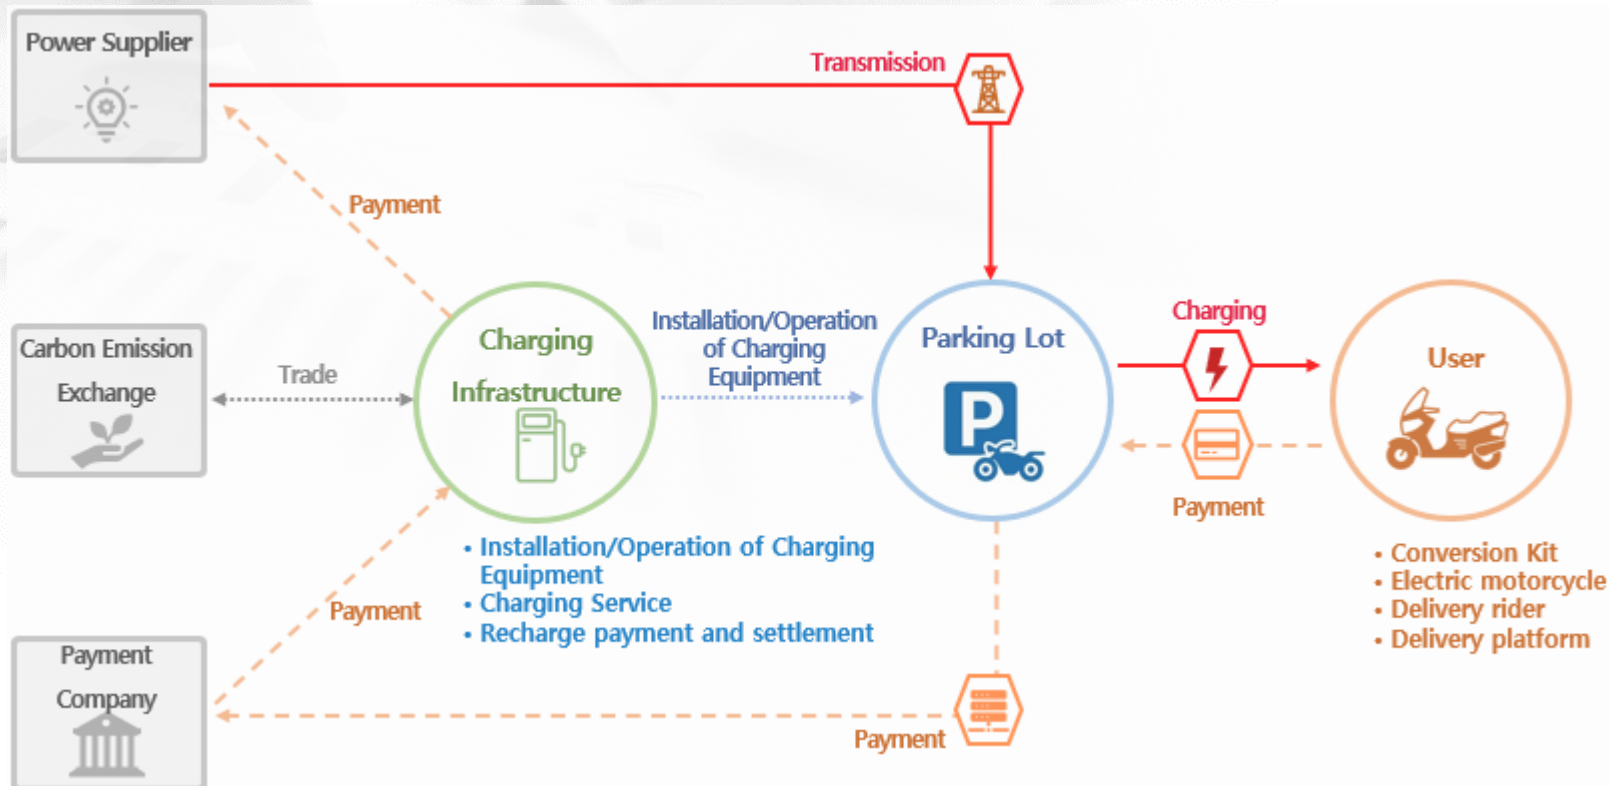 Power Supplier
Transmission
Payment
Carbon Emission
Exchange
Trade
Charging
Infrastructure
Installation/Operation
of Charging
Equipment
Parking Lot
P
Charging
User
Payment
• Installation/Operation of Charging
Equipment
• Charging Service
• Recharge payment and settlement
• Conversion Kit
• Electric motorcycle
• Delivery rider
• Delivery platform
Payment
Payment
Company
Payment